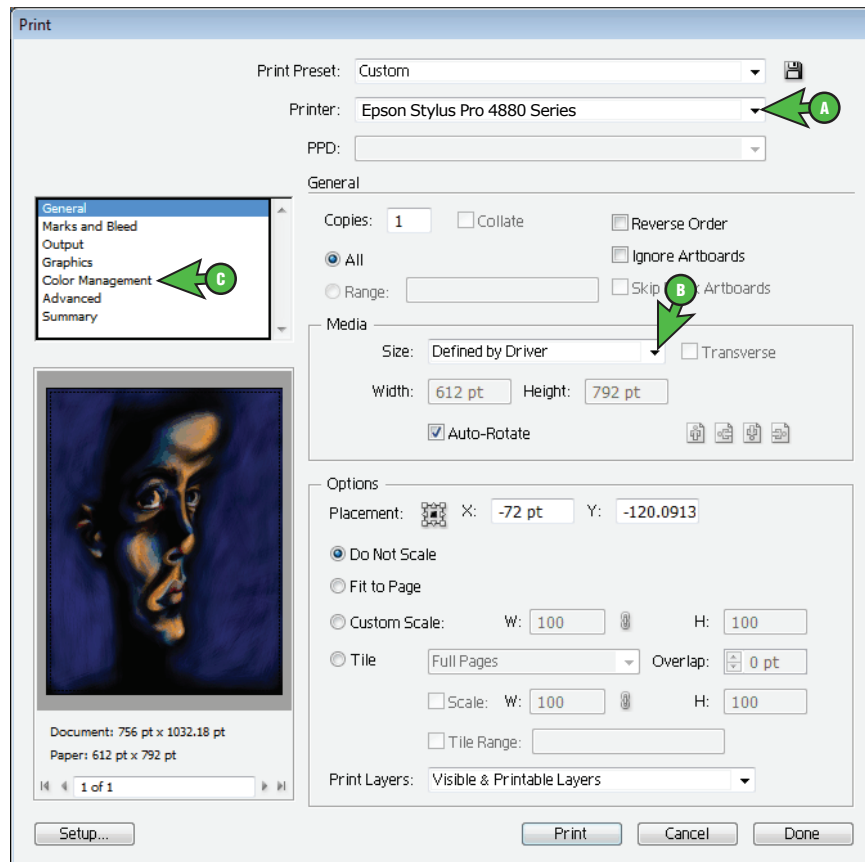 Print
Print Preset: Custom
Printer: Epson Stylus Pro 4880 Series
A
PPD:
General
General
Marks and Bleed
Output
Graphics
Color Management
C
Advanced
Summary
Copies: 1 Collate Reverse Order
All Ignore Artboards
Range: Skip Artboards
B
Media
Size: Defined by Driver Transverse
Width: 612 pt Height: 792 pt
Auto-Rotate
Options
Placement: X: -72 pt Y: -120.0913
Do Not Scale
Fit to Page
Custom Scale: W: 100 H: 100
Tile Full Pages Overlap: 0 pt
Scale: W: 100 H: 100
Tile Range:
Print Layers: Visible & Printable Layers
Document: 756 pt x 1032.18 pt
Paper: 612 pt x 792 pt
1 of 1
Setup... Print Cancel Done